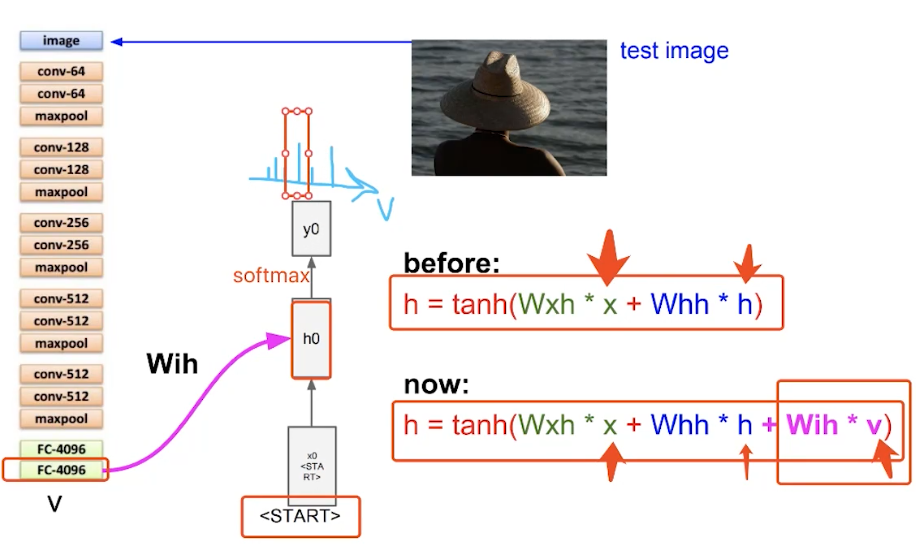 image
conv-64
conv-64
maxpool
conv-128
conv-128
maxpool
conv-256
conv-256
maxpool
conv-512
conv-512
maxpool
conv-512
conv-512
maxpool
FC-4096
FC-4096
V
Wih
V
y0
softmax
h0
x0
<STA
RT>
<START>
test image
before:
h = tanh(Wxh * x + Whh * h)
now:
h = tanh(Wxh * x + Whh * h + Wih * v)